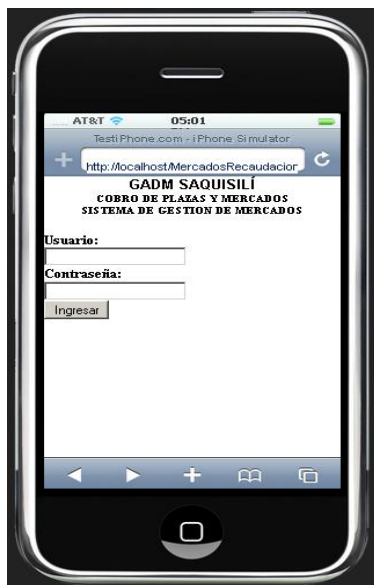 AT&T 05:01
TestiPhone.com - iPhone Simulator
http://localhost/MercadosRecaudacion
GADM SAQUISILÍ
COBRO DE PLAZAS Y MERCADOS
SISTEMA DE GESTION DE MERCADOS
Usuario:
Contraseña:
Ingresar